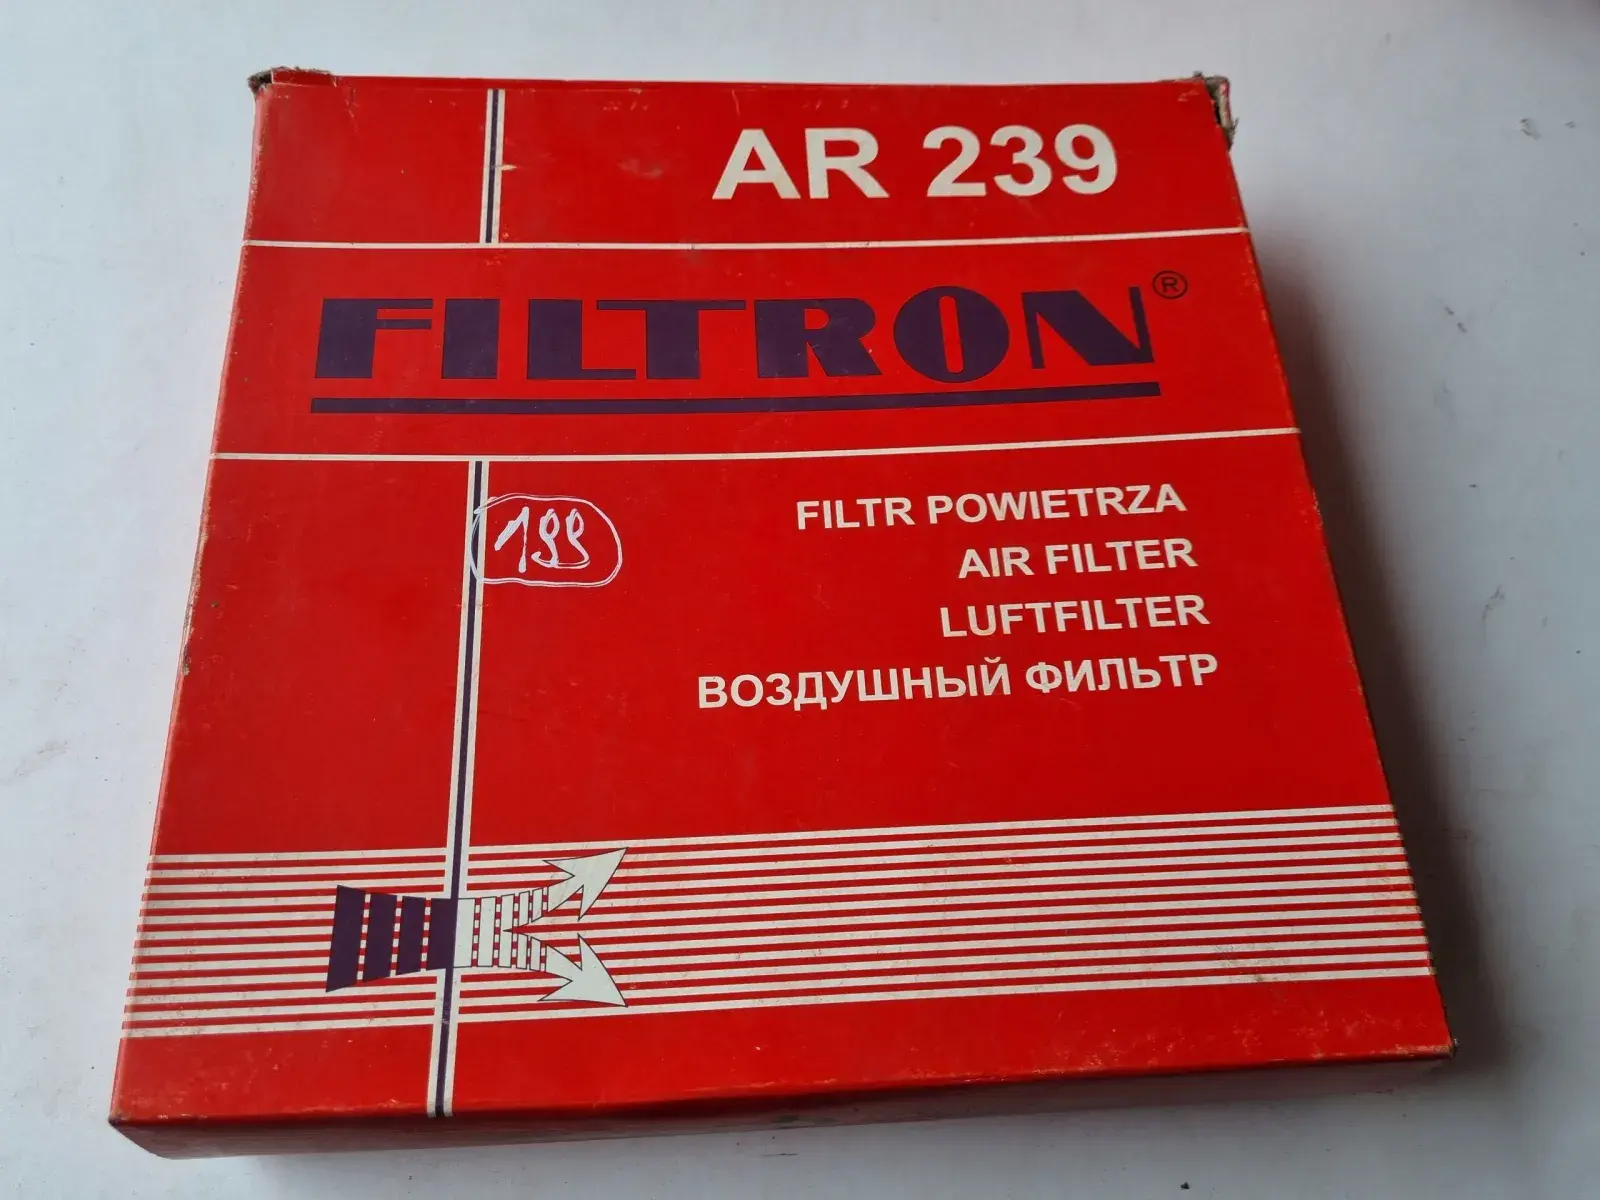 AR 239
FILTRON®
199
FILTR POWIETRZA
AIR FILTER
LUFTFILTER
ВОЗДУШНЫЙ ФИЛЬТР